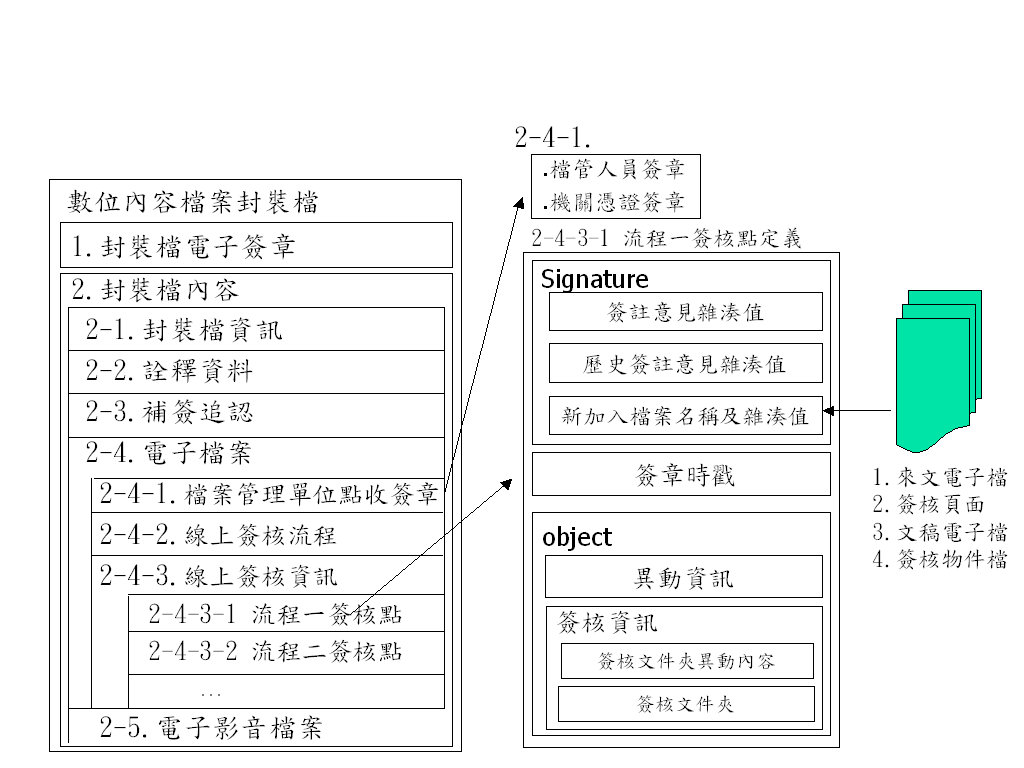 數位內容檔案封裝檔
1.封裝檔電子簽章
2.封裝檔內容
2-1.封裝檔資訊
2-2.詮釋資料
2-3.補簽追認
2-4.電子檔案
2-4-1.檔案管理單位點收簽章
2-4-2.線上簽核流程
2-4-3.線上簽核資訊
2-4-3-1 流程一簽核點
2-4-3-2 流程二簽核點
...
2-5.電子影音檔案
2-4-1.
.檔管人員簽章
.機關憑證簽章
2-4-3-1 流程一簽核點定義
Signature
簽註意見雜湊值
歷史簽註意見雜湊值
新加入檔案名稱及雜湊值
簽章時戳
object
異動資訊
簽核資訊
簽核文件夾異動內容
簽核文件夾
1.來文電子檔
2.簽核頁面
3.文稿電子檔
4.簽核物件檔